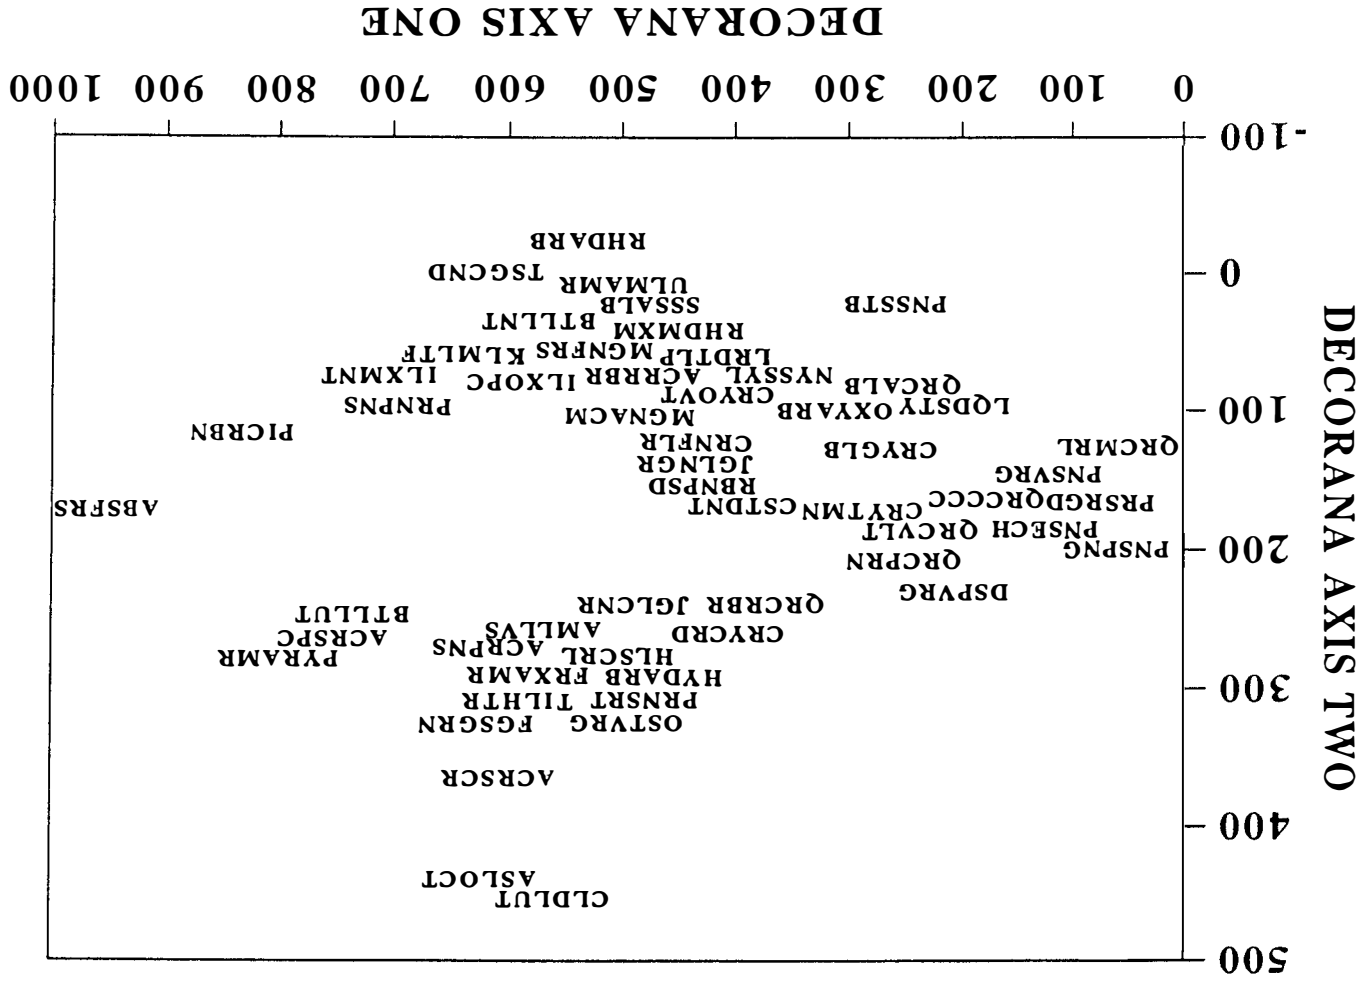 500
CLDLUT
ASLOCT
400
ACRSCR
OSTVRG FGSGRN
PRNSRT TILHTR
300
HYDARB FRXAMR
HLSCRL PYRAMR
ACRPNS
CRYCRD ACRSPC
AMLLVS
BTLLUT
QRCRBR JGLCNR
DSPVRG
QRCPRN
200
PNSPNG
PNSECH QRCVLT
CRYTMN CSTDNT ABSFRS
PRSRGDQRCCCC
RBNPSD
PNSVRG
JGLNGR
QRCMRL CRYGLB
CRNFLR
PICRBN
MGNACM
100
LQDSTY OXYARB PRNPNS
CRYOVT
QRCALB ILXOPC
NYSSYL ACRRBR ILXMNT
LRDTLP MGNFRS KLMLTF
RHDMXM
BTLLNT
PNSSTB SSSALB
ULMAMR
0
TSGCND
RHDARB
-100
DECORANA AXIS TWO
0 100 200 300 400 500 600 700 800 900 1000
DECORANA AXIS ONE